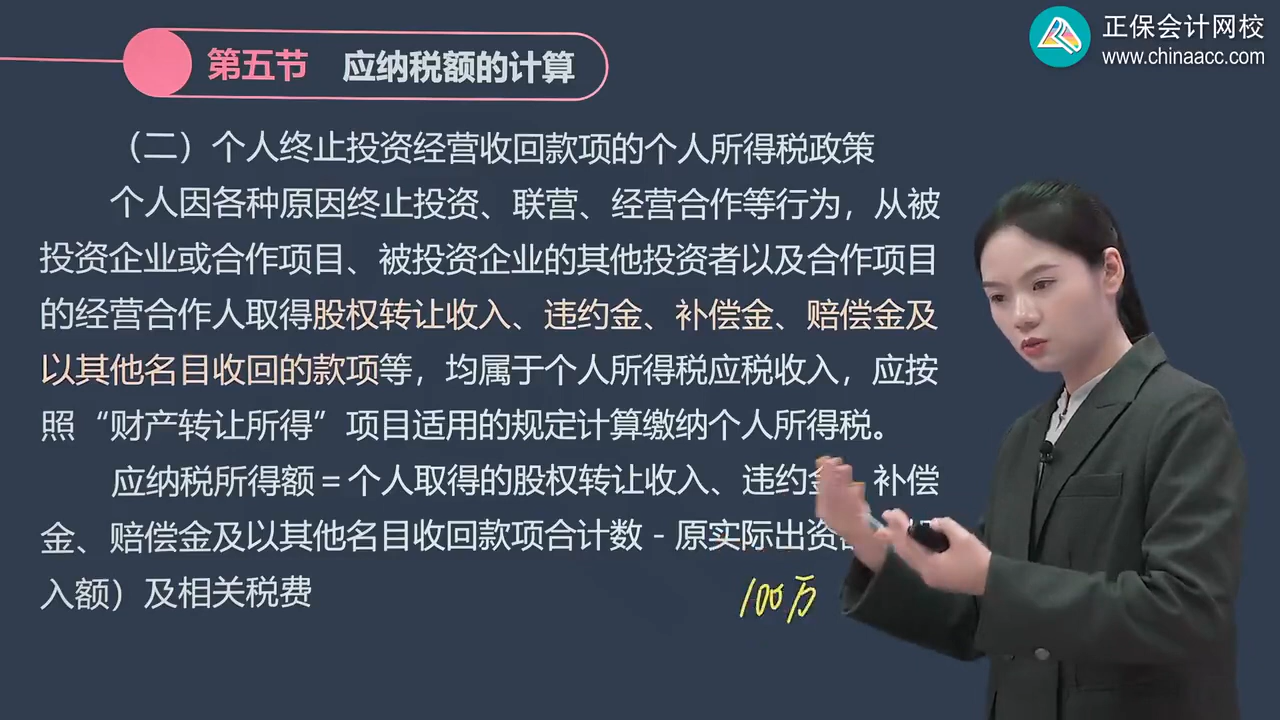 正保会计网校
www.chinaacc.com
第五节 应纳税额的计算
（二）个人终止投资经营收回款项的个人所得税政策
个人因各种原因终止投资、联营、经营合作等行为，从被
投资企业或合作项目、被投资企业的其他投资者以及合作项目
的经营合作人取得股权转让收入、违约金、补偿金、赔偿金及
以其他名目收回的款项等，均属于个人所得税应税收入，应按
照“财产转让所得”项目适用的规定计算缴纳个人所得税。
应纳税所得额＝个人取得的股权转让收入、违约 补偿
金、赔偿金及以其他名目收回款项合计数－原实际出资
入额）及相关税费
100万